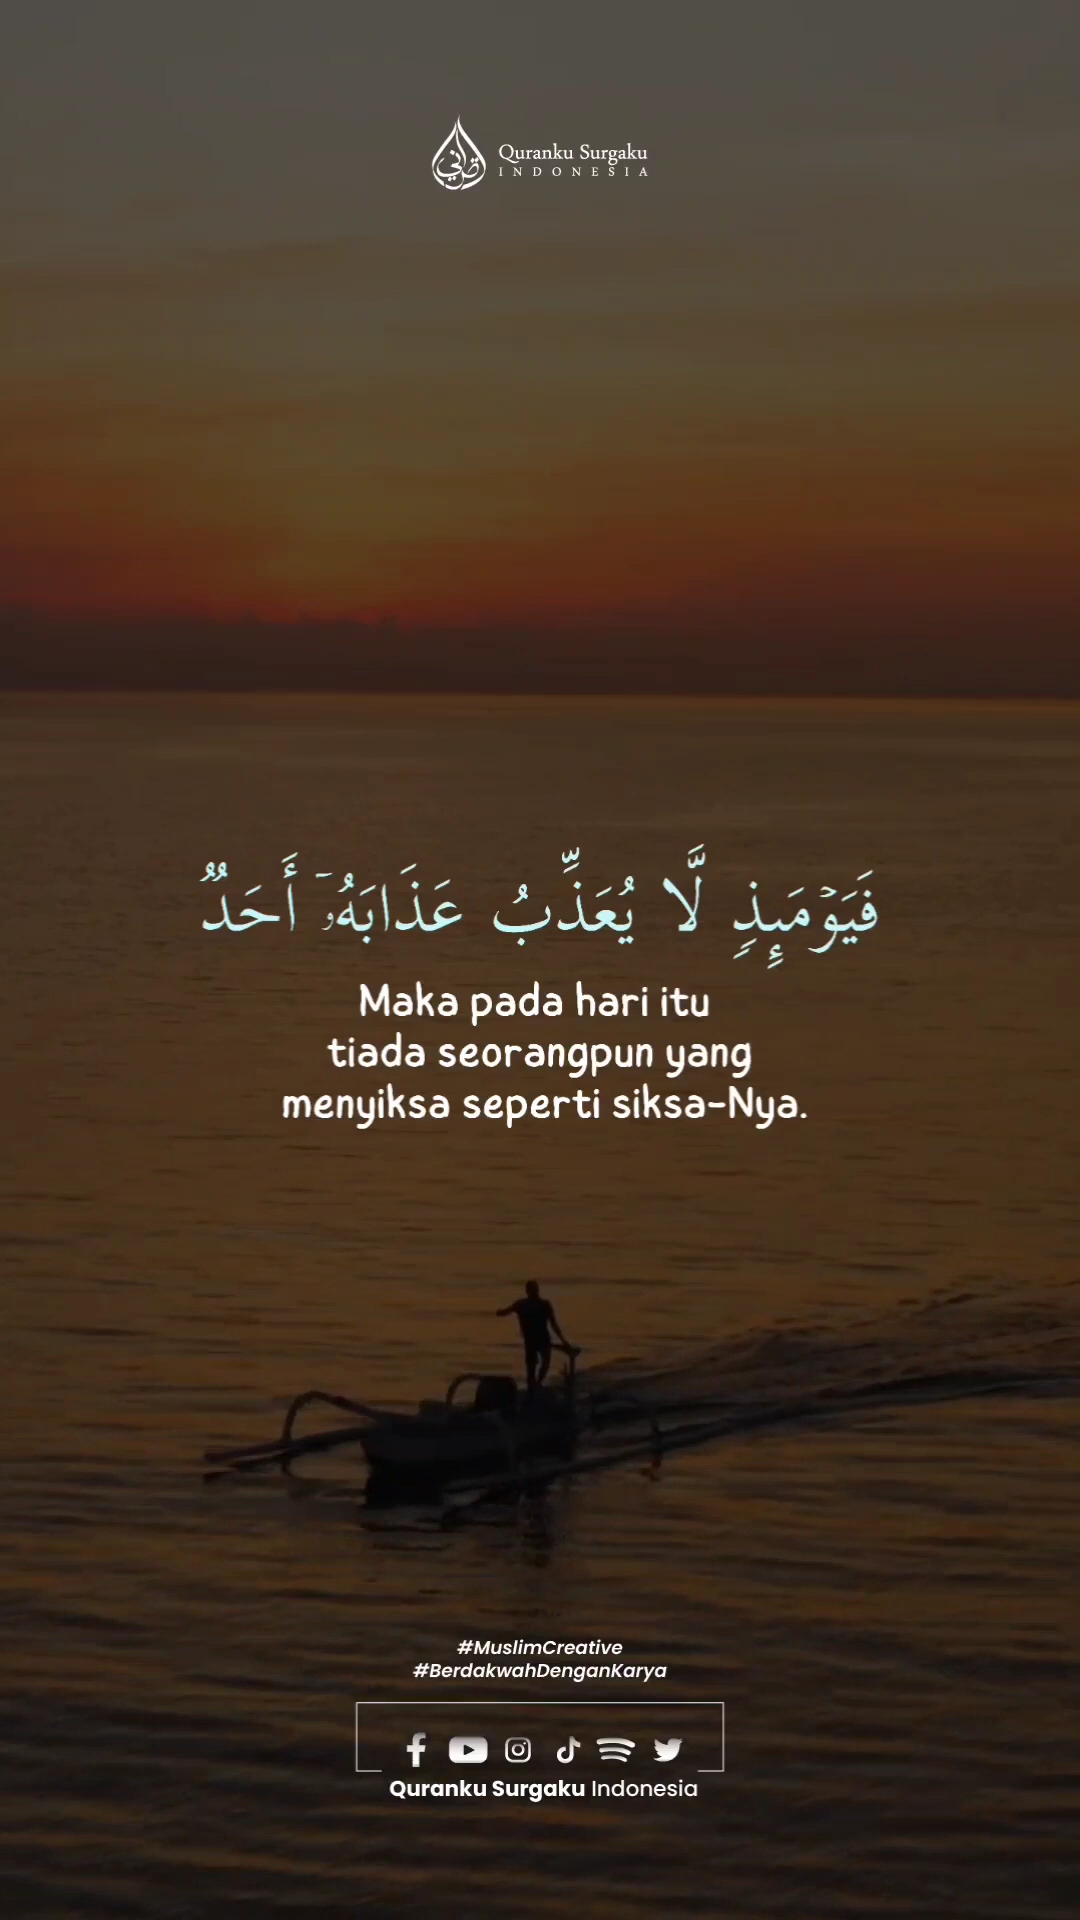 Quranku Surgaku
INDONESIA
فَيَوْمَئِذٍ لَّا يُعَذِّبُ عَذَابَهُۥٓ أَحَدٌ
Maka pada hari itu
tiada seorangpun yang
menyiksa seperti siksa-Nya.
#MuslimCreative
#BerdakwahDenganKarya
Quranku Surgaku Indonesia